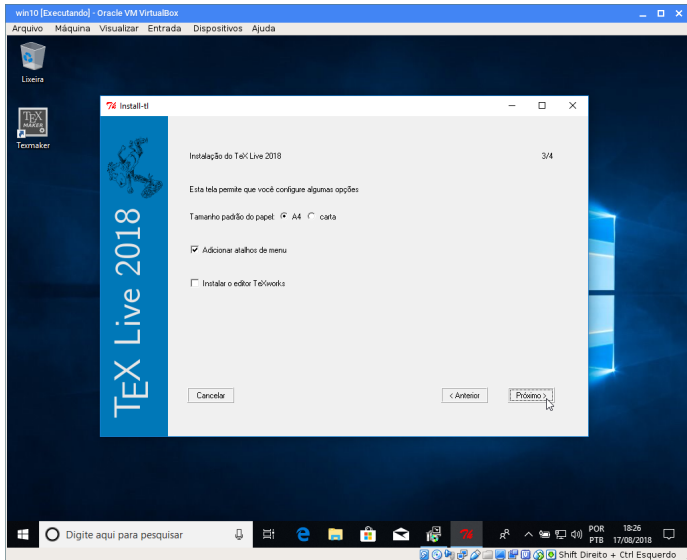 win10 [Executando] - Oracle VM VirtualBox
Arquivo Máquina Visualizar Entrada Dispositivos Ajuda
Lixeira
TEX
MAKER
Texmaker
Install-tl
TEX Live 2018
Instalação do TeX Live 2018 3/4
Esta tela permite que você configure algumas opções
Tamanho padrão do papel: A4 carta
Adicionar atalhos de menu
Instalar o editor TeXworks
Cancelar < Anterior Próximo >
Digite aqui para pesquisar
POR 18:26
PTB 17/08/2018
Shift Direito + Ctrl Esquerdo